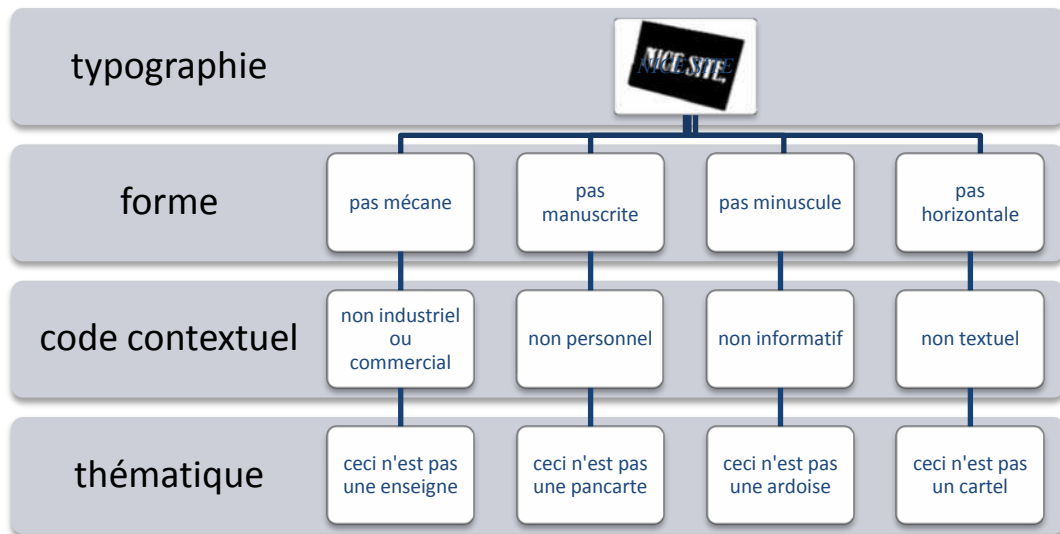 typographie
NICE SITE
forme
pas mécane
pas
manuscrite
pas minuscule
pas
horizontale
code contextuel
non industriel
ou
commercial
non personnel
non informatif
non textuel
thématique
ceci n'est pas
une enseigne
ceci n'est pas
une pancarte
ceci n'est pas
une ardoise
ceci n'est pas
un cartel